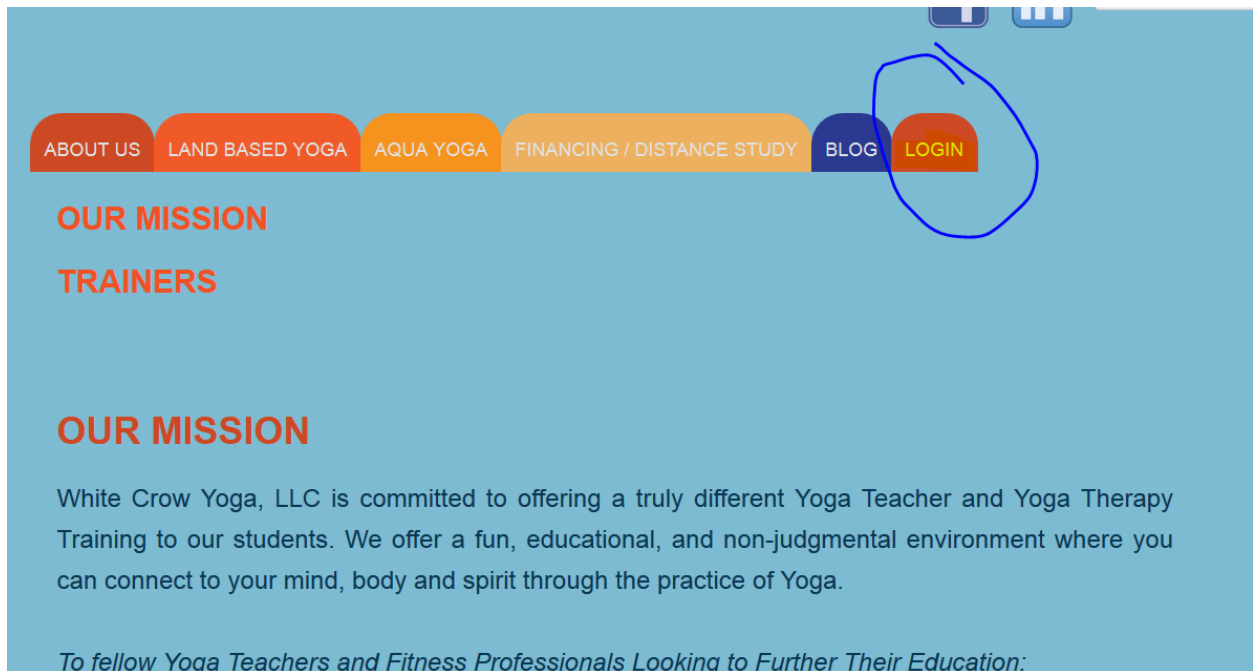 ABOUT US LAND BASED YOGA AQUA YOGA FINANCING / DISTANCE STUDY BLOG LOGIN
OUR MISSION
TRAINERS
OUR MISSION
White Crow Yoga, LLC is committed to offering a truly different Yoga Teacher and Yoga Therapy
Training to our students. We offer a fun, educational, and non-judgmental environment where you
can connect to your mind, body and spirit through the practice of Yoga.
To fellow Yoga Teachers and Fitness Professionals Looking to Further Their Education: